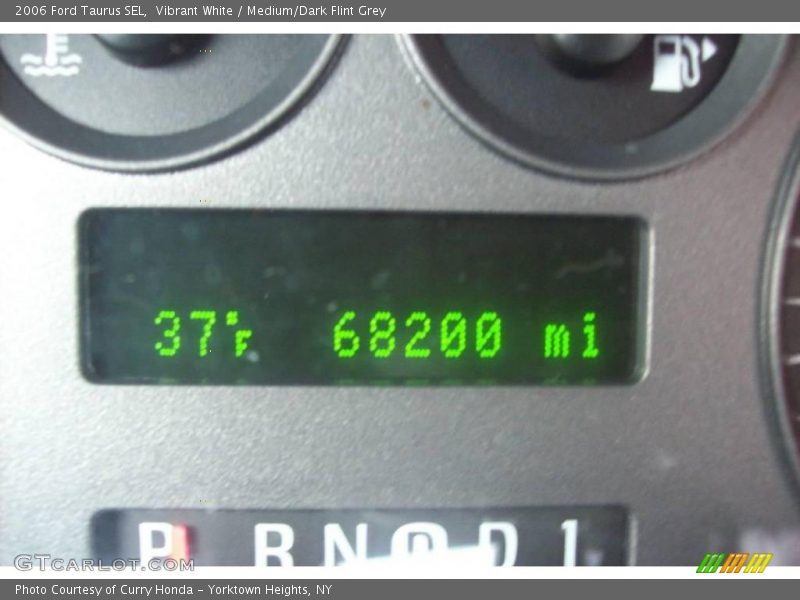 2006 Ford Taurus SEL,  Vibrant White / Medium/Dark Flint Grey
37°F 68200 mi
P R N D D 1
GTCARLOT.COM
Photo Courtesy of Curry Honda - Yorktown Heights, NY